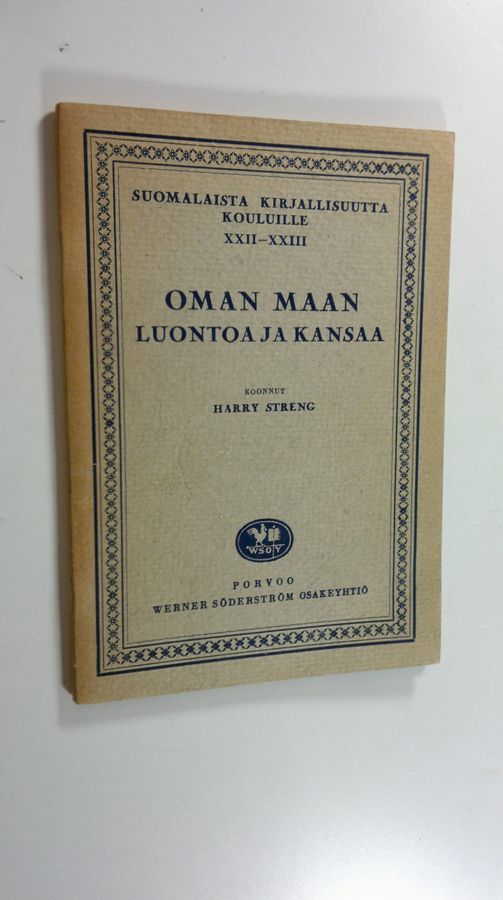 SUOMALAISTA KIRJALLISUUTTA
KOULUILLE
XXII–XXIII
OMAN MAAN
LUONTOA JA KANSAA
KOONNUT
HARRY STRENG
WSOY
PORVOO
WERNER SÖDERSTRÖM OSAKEYHTIÖ